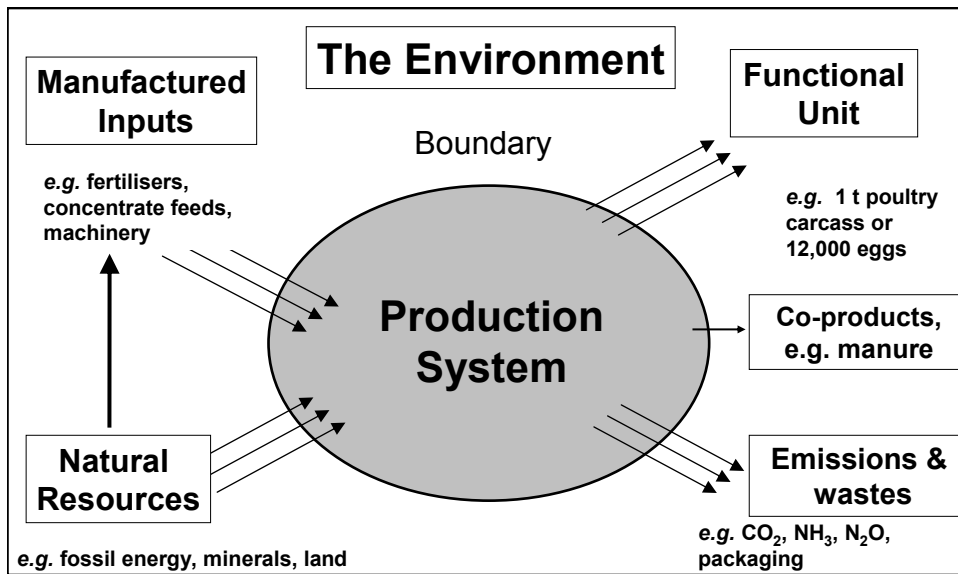 The Environment
Manufactured
Inputs
e.g. fertilisers,
concentrate feeds,
machinery
Boundary
Functional
Unit
e.g. 1 t poultry
carcass or
12,000 eggs
Production
System
Co-products,
e.g. manure
Natural
Resources
e.g. fossil energy, minerals, land
Emissions &
wastes
e.g. CO₂, NH₃, N₂O,
packaging